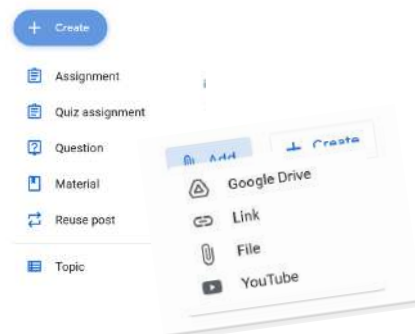 Create
Assignment
Quiz assignment
Question
Material
Reuse post
Topic
Add
Create
Google Drive
Link
File
YouTube